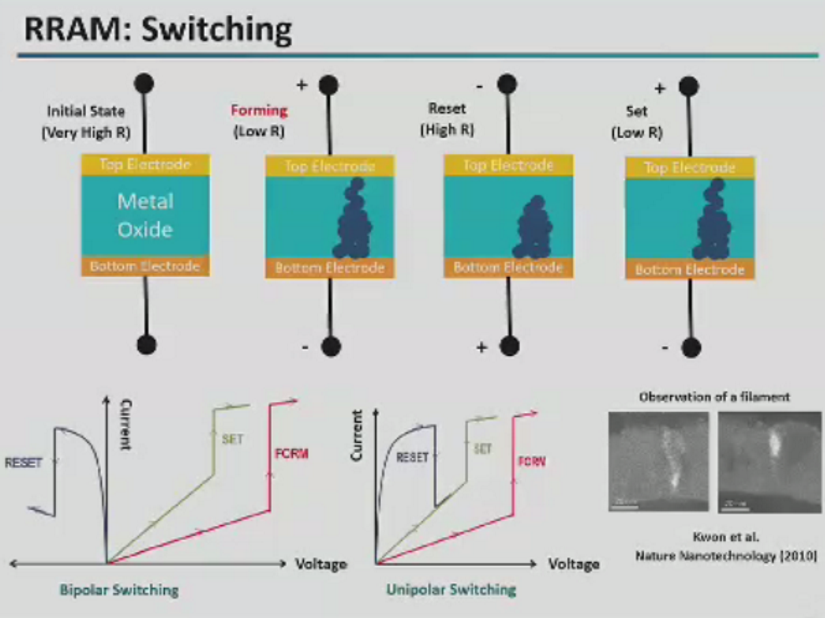 RRAM: Switching
Initial State
(Very High R)
Top Electrode
Metal
Oxide
Bottom Electrode
+
Forming
(Low R)
Top Electrode
Bottom Electrode
-
-
Reset
(High R)
Top Electrode
Bottom Electrode
+
+
Set
(Low R)
Top Electrode
Bottom Electrode
-
Current
RESET
SET
FORM
Voltage
Bipolar Switching
Current
RESET
SET
FORM
Voltage
Unipolar Switching
Observation of a filament
Kwon et al.
Nature Nanotechnology (2010)